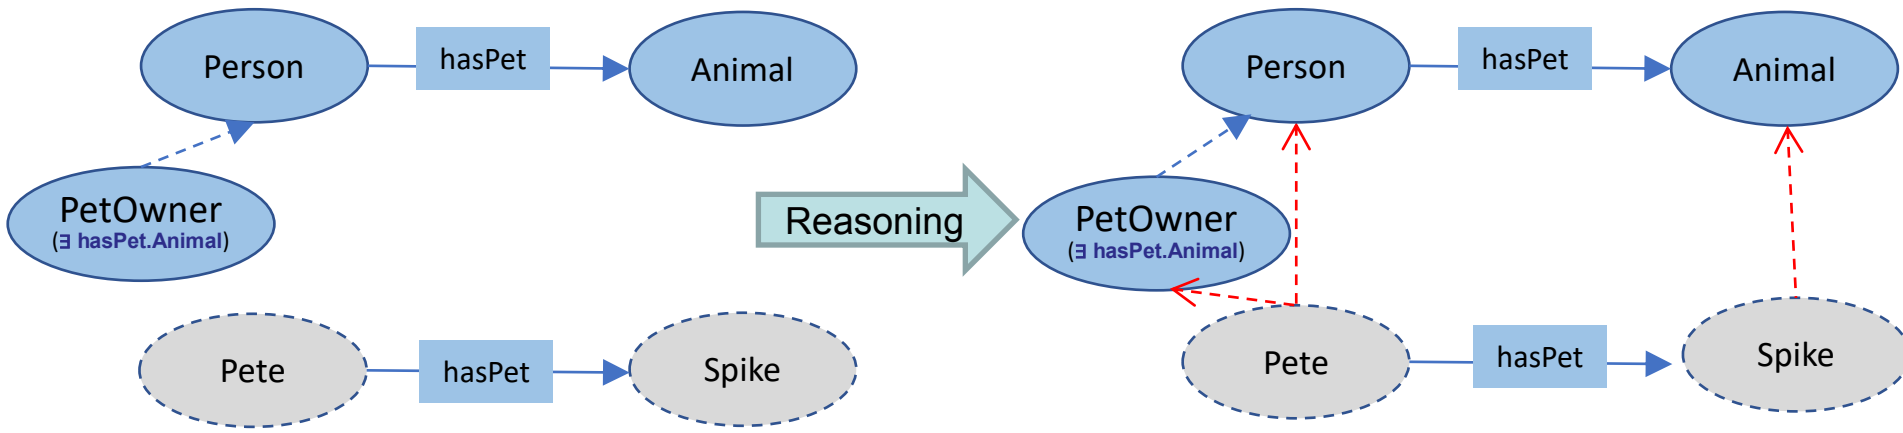 Person
hasPet
Animal
PetOwner
(∃ hasPet.Animal)
Pete
hasPet
Spike
Reasoning
Person
hasPet
Animal
PetOwner
(∃ hasPet.Animal)
Pete
hasPet
Spike